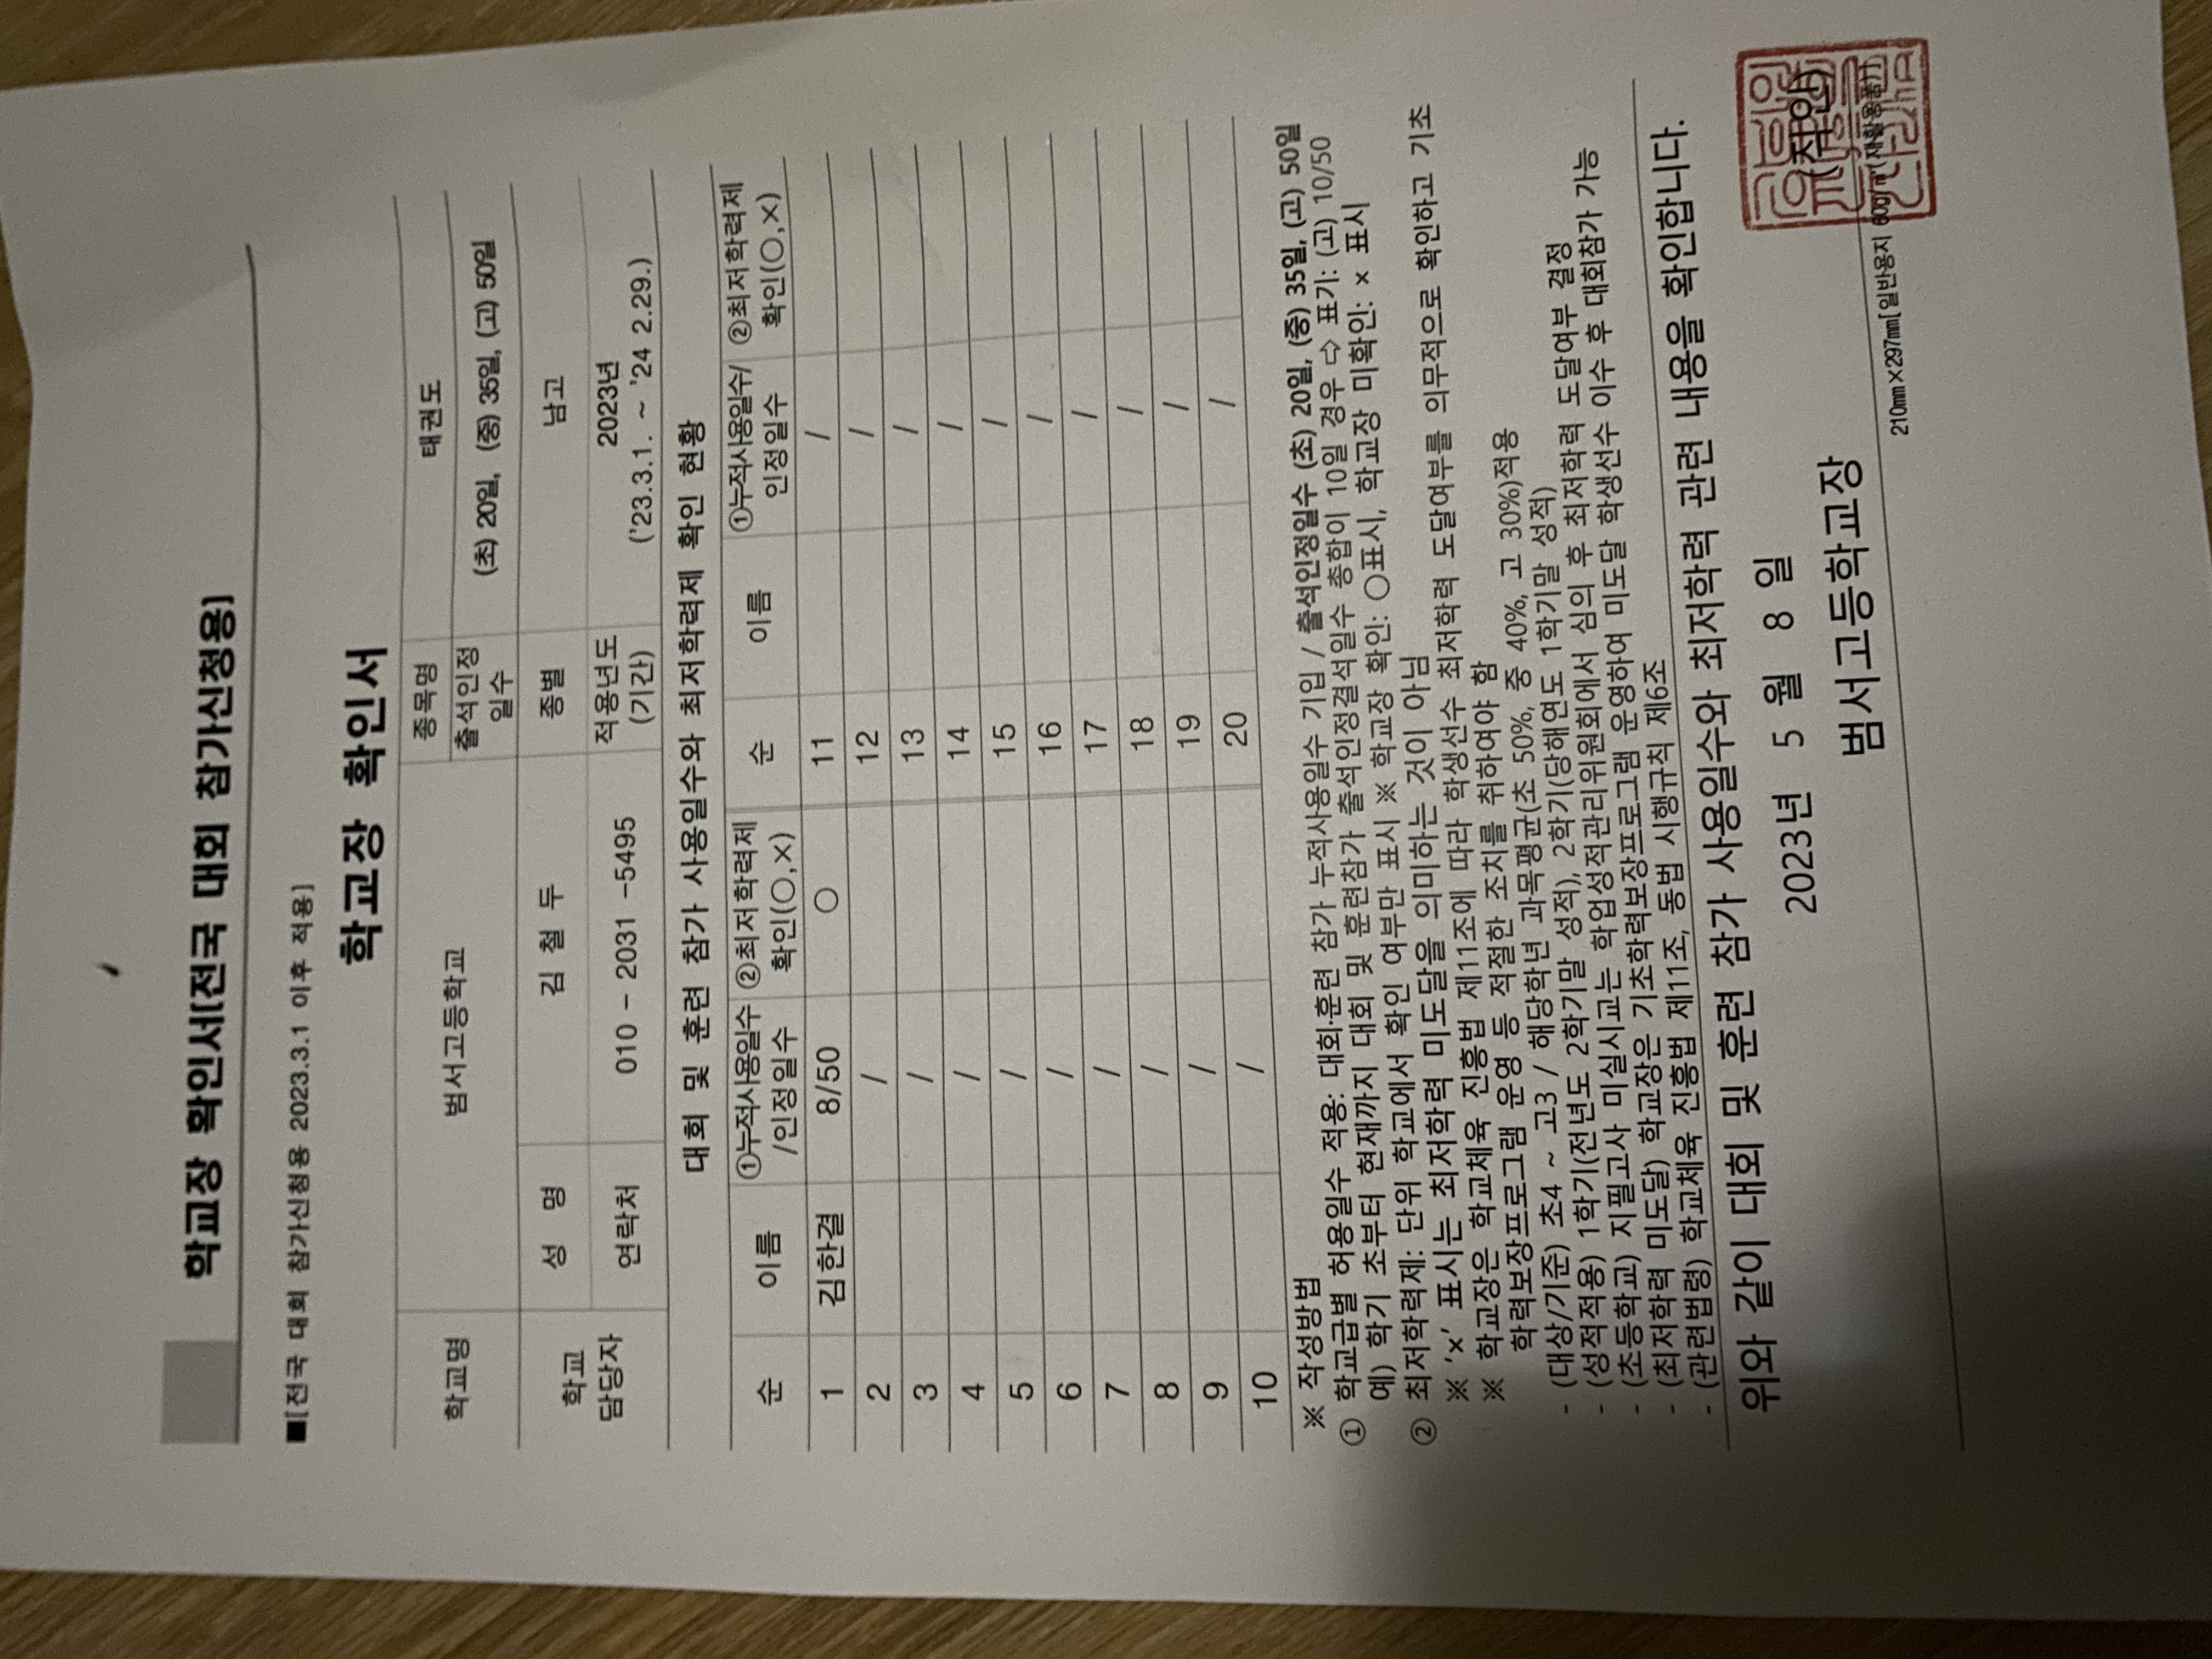 학교장 확인서(전국 대회 참가신청용)
■[전국 대회 참가신청용 2023.3.1 이후 적용]
학교장 확인서
학교명 범서고등학교 종목명 태권도
출석인정 일수 (초) 20일, (중) 35일, (고) 50일
학교 담당자 성 명 김 철 두 종별 남고
연락처 010 - 2031 -5495 적용년도 (기간) 2023년 ('23.3.1. ~ '24 2.29.)
대회 및 훈련 참가 사용일수와 최저학력제 확인 현황
순 이름 ①누적사용일수 /인정일수 ②최저학력제 확인(○,×) 순 이름 ①누적사용일수/ 인정일수 ②최저학력제 확인(○,×)
1 김한결 8/50 ○ 11 /
2 / 12 /
3 / 13 /
4 / 14 /
5 / 15 /
6 / 16 /
7 / 17 /
8 / 18 /
9 / 19 /
10 / 20 /
※ 작성방법
① 학교급별 허용일수 적용: 대회·훈련 참가 누적사용일수 기입 / 출석인정일수 (초) 20일, (중) 35일, (고) 50일
예) 학기 초부터 현재까지 대회 및 훈련참가 출석인정결석일수 총합이 10일 경우 ⇨ 표기: (고) 10/50
② 최저학력제: 단위 학교에서 확인 여부만 표시 ※ 학교장 확인: ○표시, 학교장 미확인: × 표시
※ '×' 표시는 최저학력 미도달을 의미하는 것이 아님
※ 학교장은 학교체육 진흥법 제11조에 따라 학생선수 최저학력 도달여부를 의무적으로 확인하고 기초
학력보장프로그램 운영 등 적절한 조치를 취하여야 함
- (대상/기준) 초4 ~ 고3 / 해당학년 과목평균(초 50%, 중 40%, 고 30%)적용
- (성적적용) 1학기(전년도 2학기말 성적), 2학기(당해연도 1학기말 성적)
- (초등학교) 지필고사 미실시교는 학업성적관리위원회에서 심의 후 최저학력 도달여부 결정
- (최저학력 미도달) 학교장은 기초학력보장프로그램 운영하여 미도달 학생선수 이수 후 대회참가 가능
- (관련법령) 학교체육 진흥법 제11조, 동법 시행규칙 제6조
위와 같이 대회 및 훈련 참가 사용일수와 최저학력 관련 내용을 확인합니다.
2023년 5 월 8 일
범서고등학교장 (직인)
210㎜×297㎜[일반용지 60g/㎡(재활용품)]